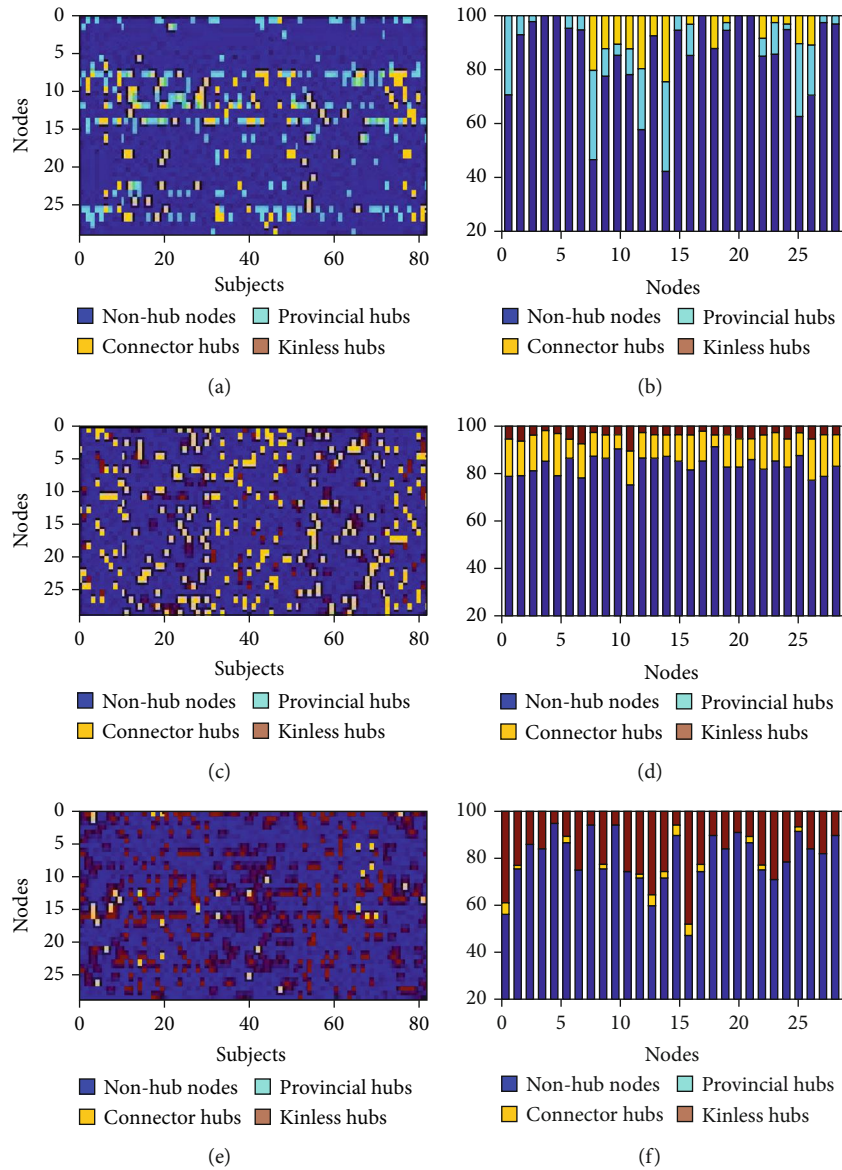 0
5
10
15
20
25
Nodes
0 20 40 60 80
Subjects
Non-hub nodes Provincial hubs
Connector hubs Kinless hubs
(a)
100
80
60
40
20
0 5 10 15 20 25
Nodes
Non-hub nodes Provincial hubs
Connector hubs Kinless hubs
(b)
0
5
10
15
20
25
Nodes
0 20 40 60 80
Subjects
Non-hub nodes Provincial hubs
Connector hubs Kinless hubs
(c)
100
80
60
40
20
0 5 10 15 20 25
Nodes
Non-hub nodes Provincial hubs
Connector hubs Kinless hubs
(d)
0
5
10
15
20
25
Nodes
0 20 40 60 80
Subjects
Non-hub nodes Provincial hubs
Connector hubs Kinless hubs
(e)
100
80
60
40
20
0 5 10 15 20 25
Nodes
Non-hub nodes Provincial hubs
Connector hubs Kinless hubs
(f)